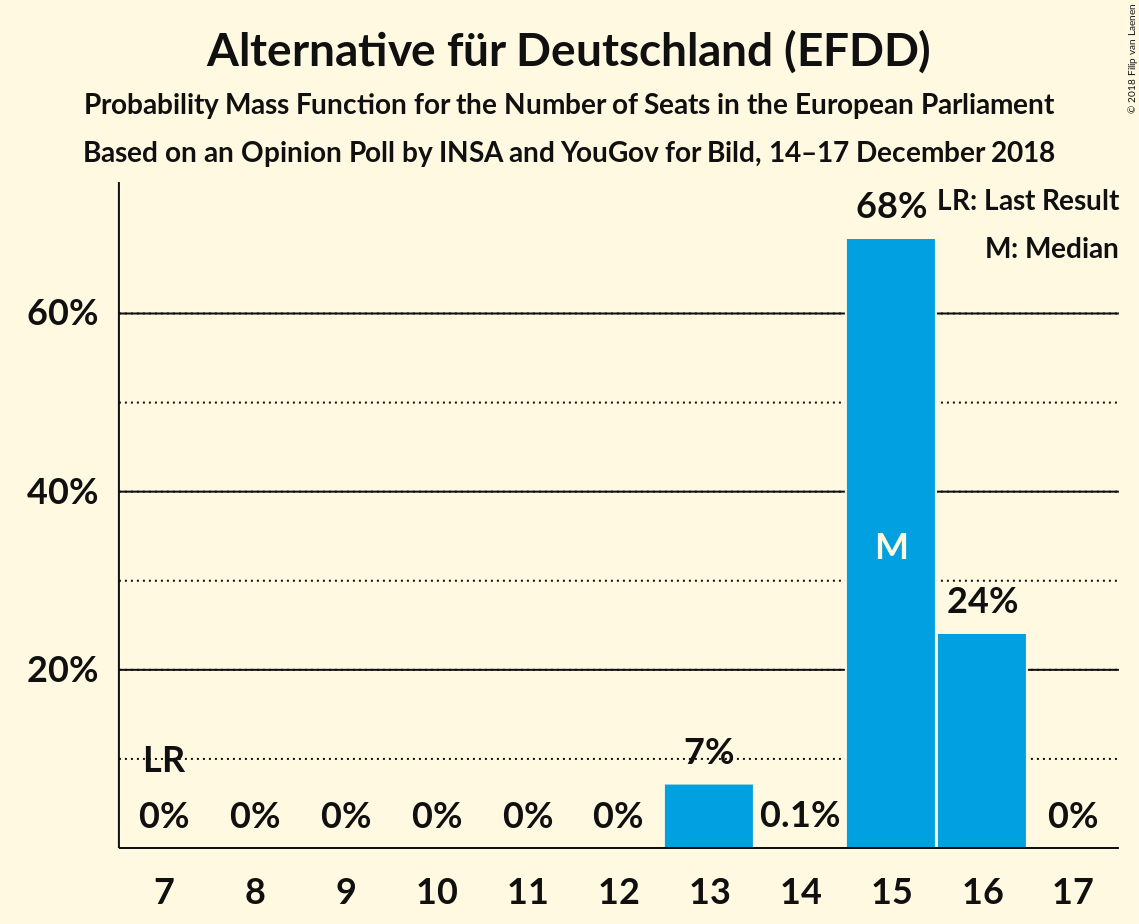 Alternative für Deutschland (EFDD)
Probability Mass Function for the Number of Seats in the European Parliament
Based on an Opinion Poll by INSA and YouGov for Bild, 14–17 December 2018
© 2018 Filip van Laenen
68% LR: Last Result
M: Median
60%
40%
M
24%
20%
LR
7%
0% 0% 0% 0% 0% 0% 0.1% 0%
7 8 9 10 11 12 13 14 15 16 17